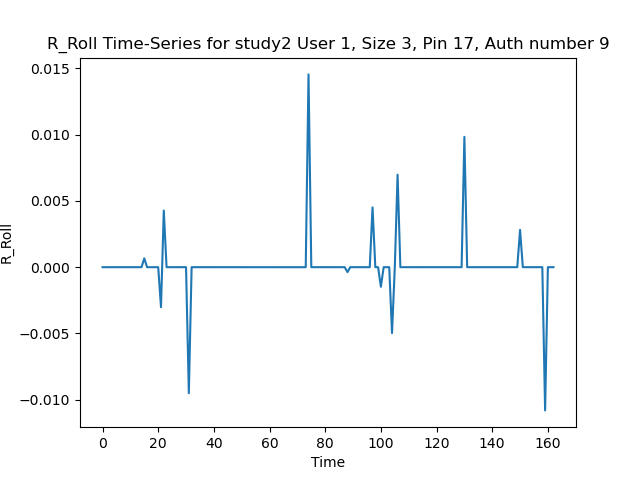 R_Roll Time-Series for study2 User 1, Size 3, Pin 17, Auth number 9
0.015
0.010
0.005
0.000
−0.005
−0.010
R_Roll
0 20 40 60 80 100 120 140 160
Time